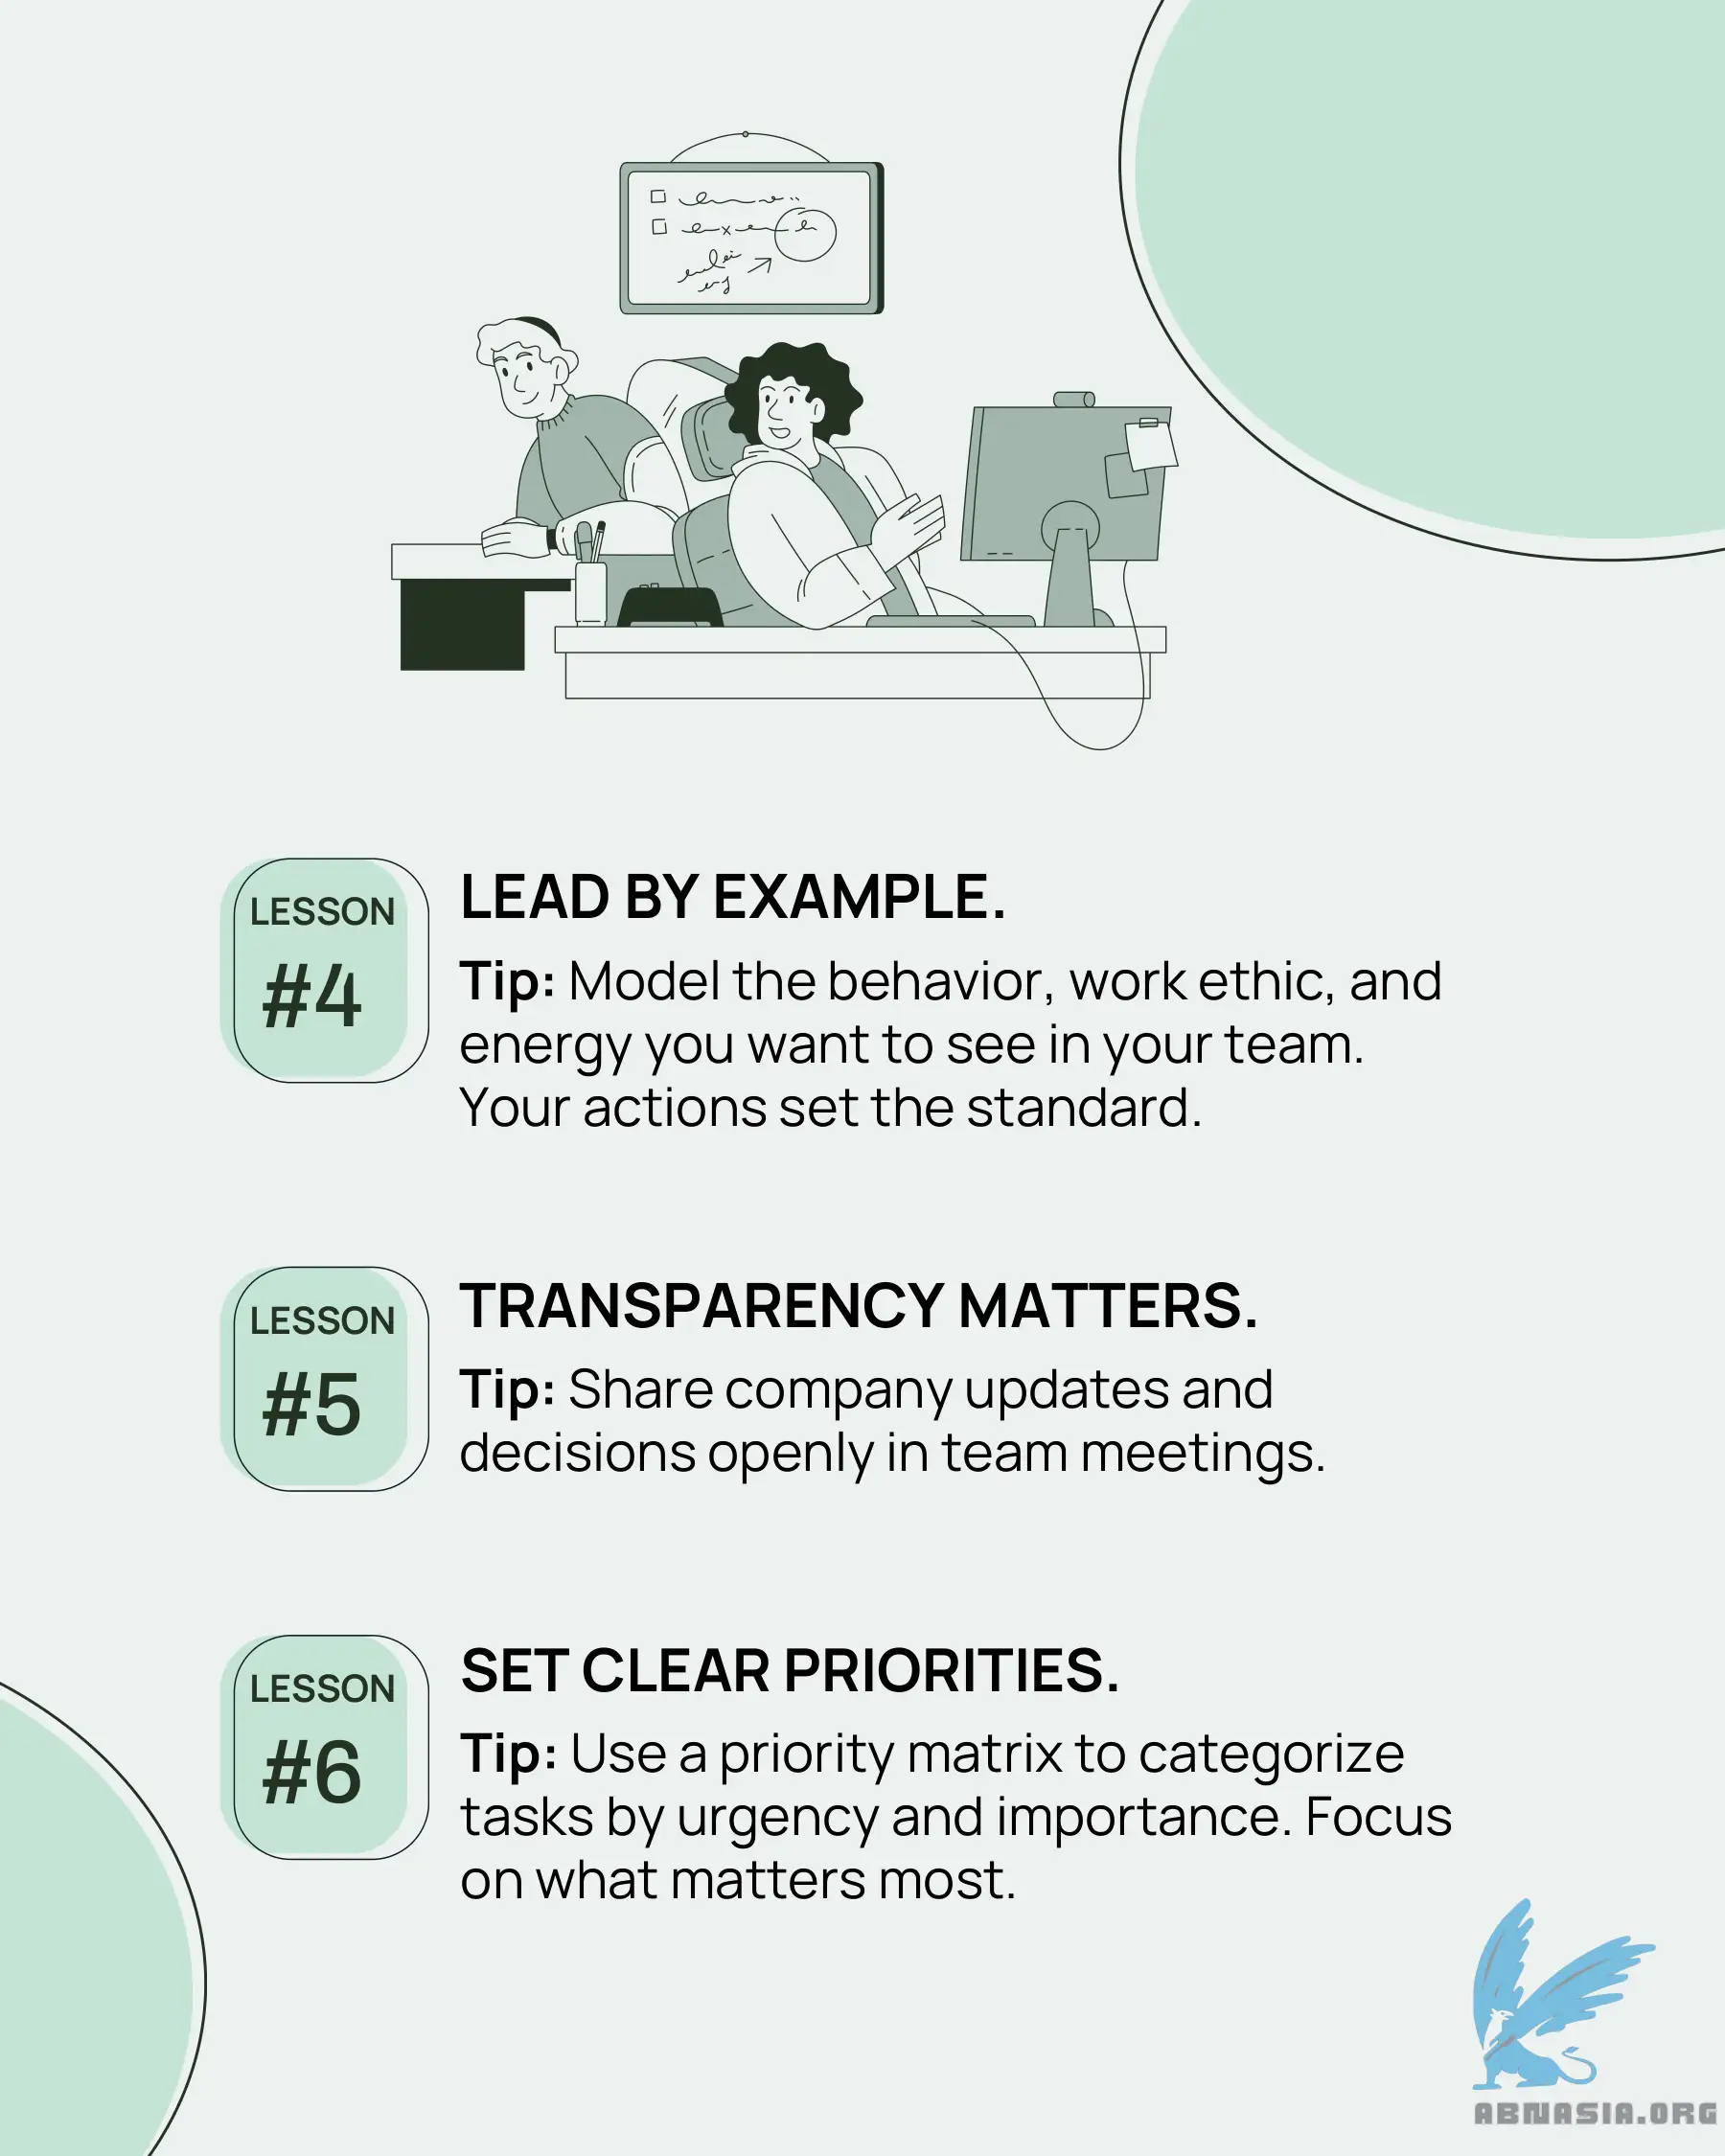 LESSON
#4
LEAD BY EXAMPLE.
Tip: Model the behavior, work ethic, and
energy you want to see in your team.
Your actions set the standard.
LESSON
#5
TRANSPARENCY MATTERS.
Tip: Share company updates and
decisions openly in team meetings.
LESSON
#6
SET CLEAR PRIORITIES.
Tip: Use a priority matrix to categorize
tasks by urgency and importance. Focus
on what matters most.
ABNASIA.ORG